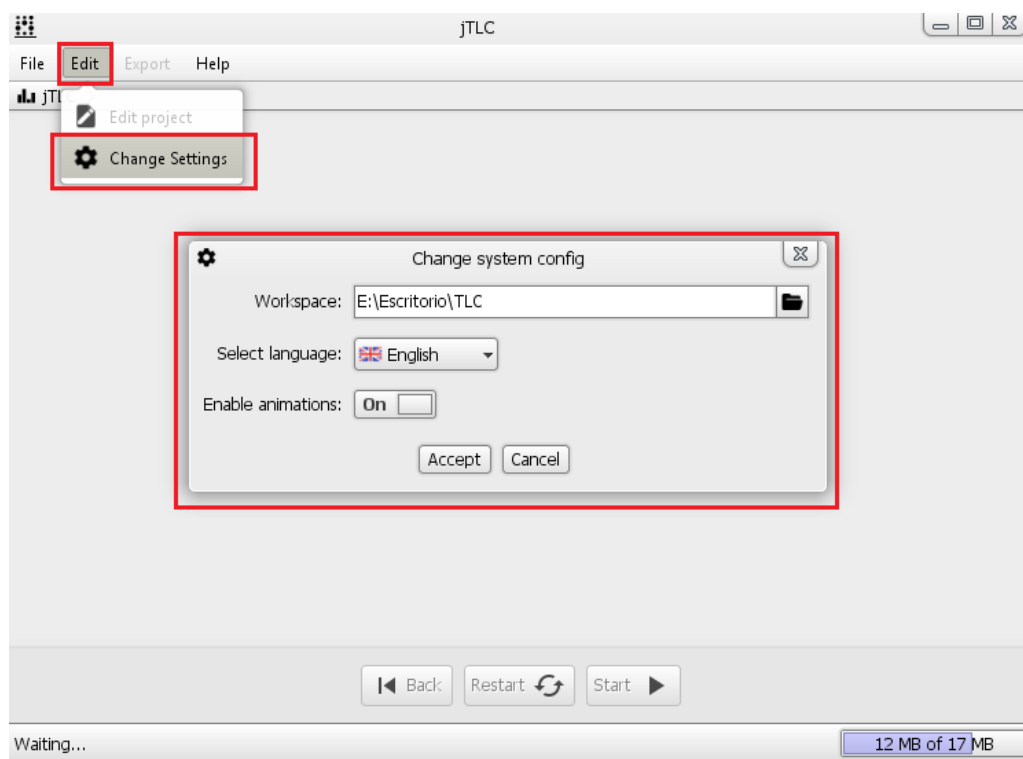 jTLC
File Edit Export Help
jTL
Edit project
Change Settings
Change system config
Workspace: E:\Escritorio\TLC
Select language: English
Enable animations: On
Accept Cancel
Back Restart Start
Waiting...
12 MB of 17 MB